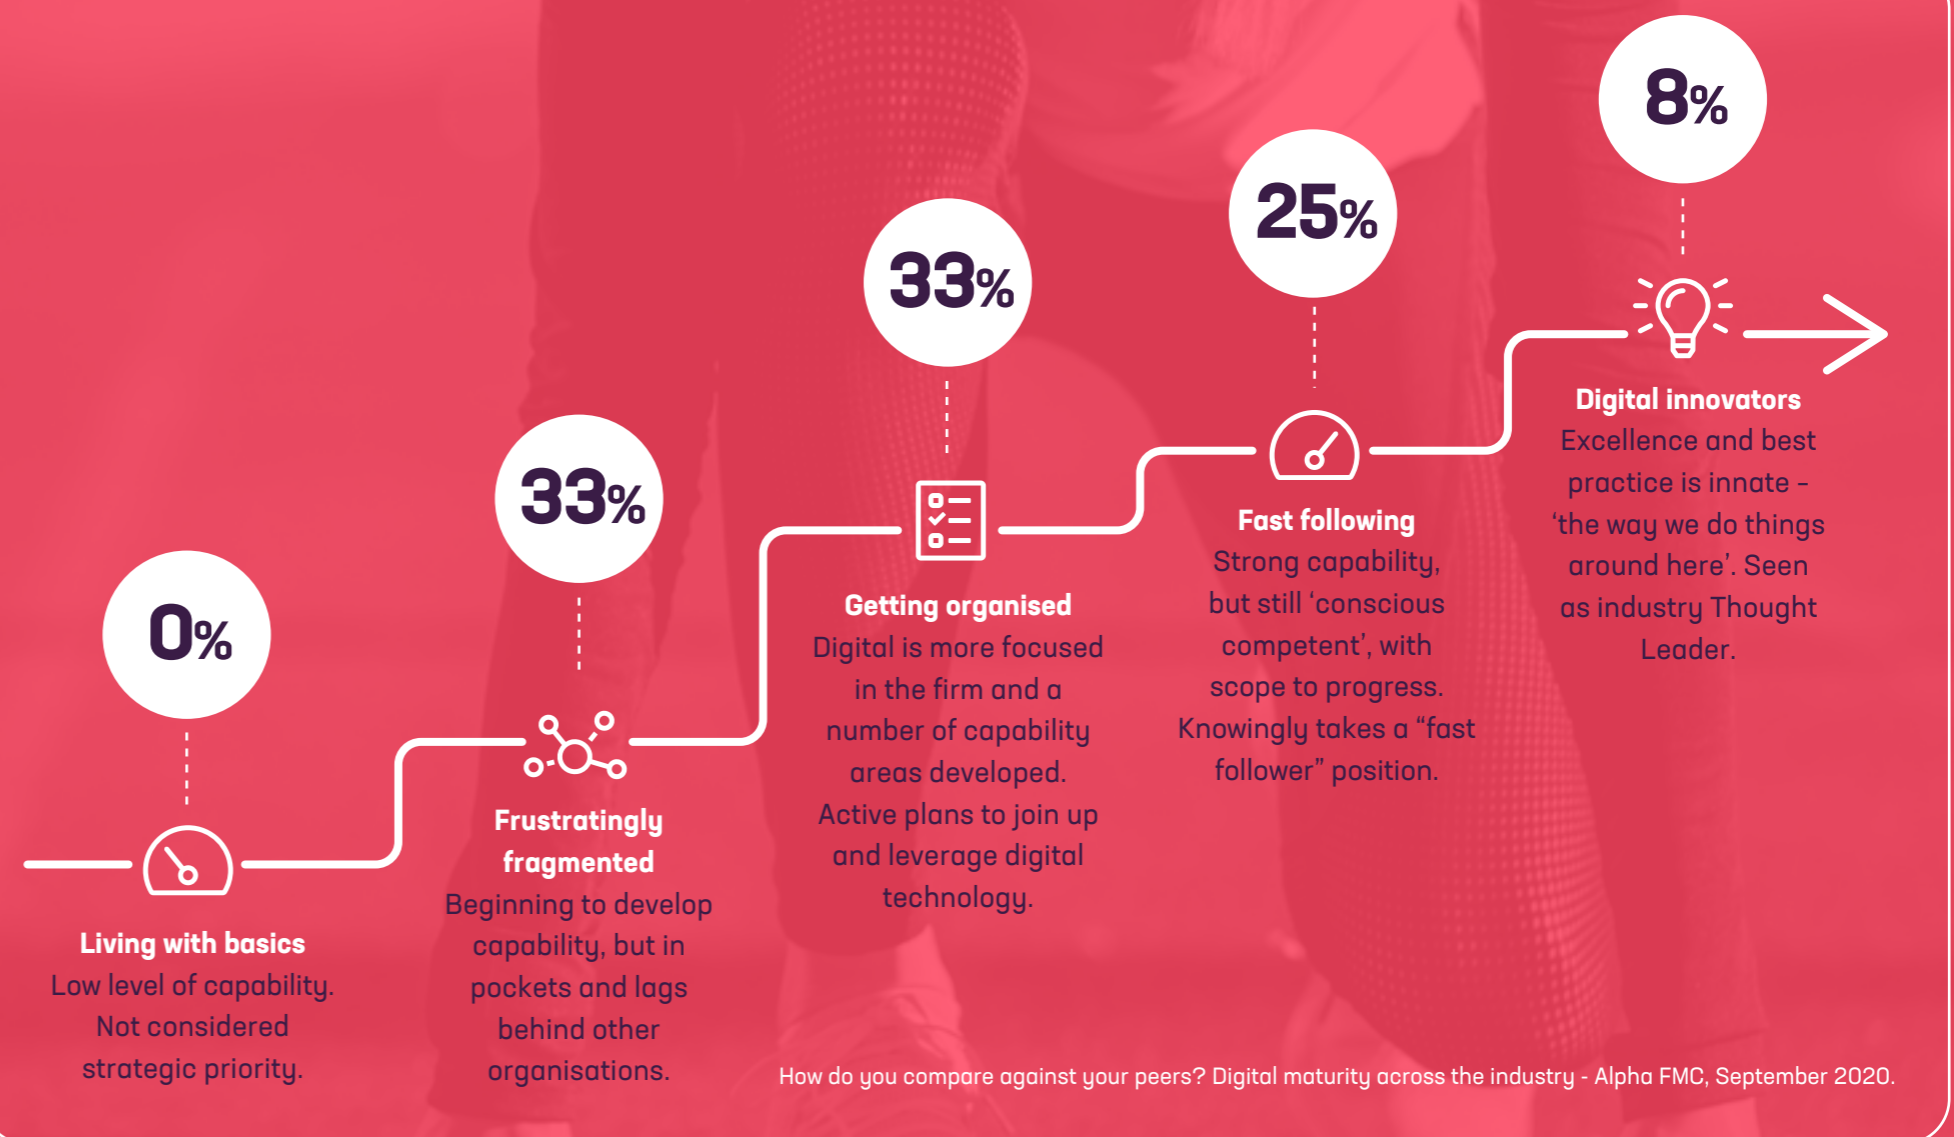 0%
Living with basics
Low level of capability.
Not considered
strategic priority.
33%
Frustratingly
fragmented
Beginning to develop
capability, but in
pockets and lags
behind other
organisations.
33%
Getting organised
Digital is more focused
in the firm and a
number of capability
areas developed.
Active plans to join up
and leverage digital
technology.
25%
Fast following
Strong capability,
but still ‘conscious
competent’, with
scope to progress.
Knowingly takes a “fast
follower” position.
8%
Digital innovators
Excellence and best
practice is innate –
‘the way we do things
around here’. Seen
as industry Thought
Leader.
How do you compare against your peers? Digital maturity across the industry - Alpha FMC, September 2020.